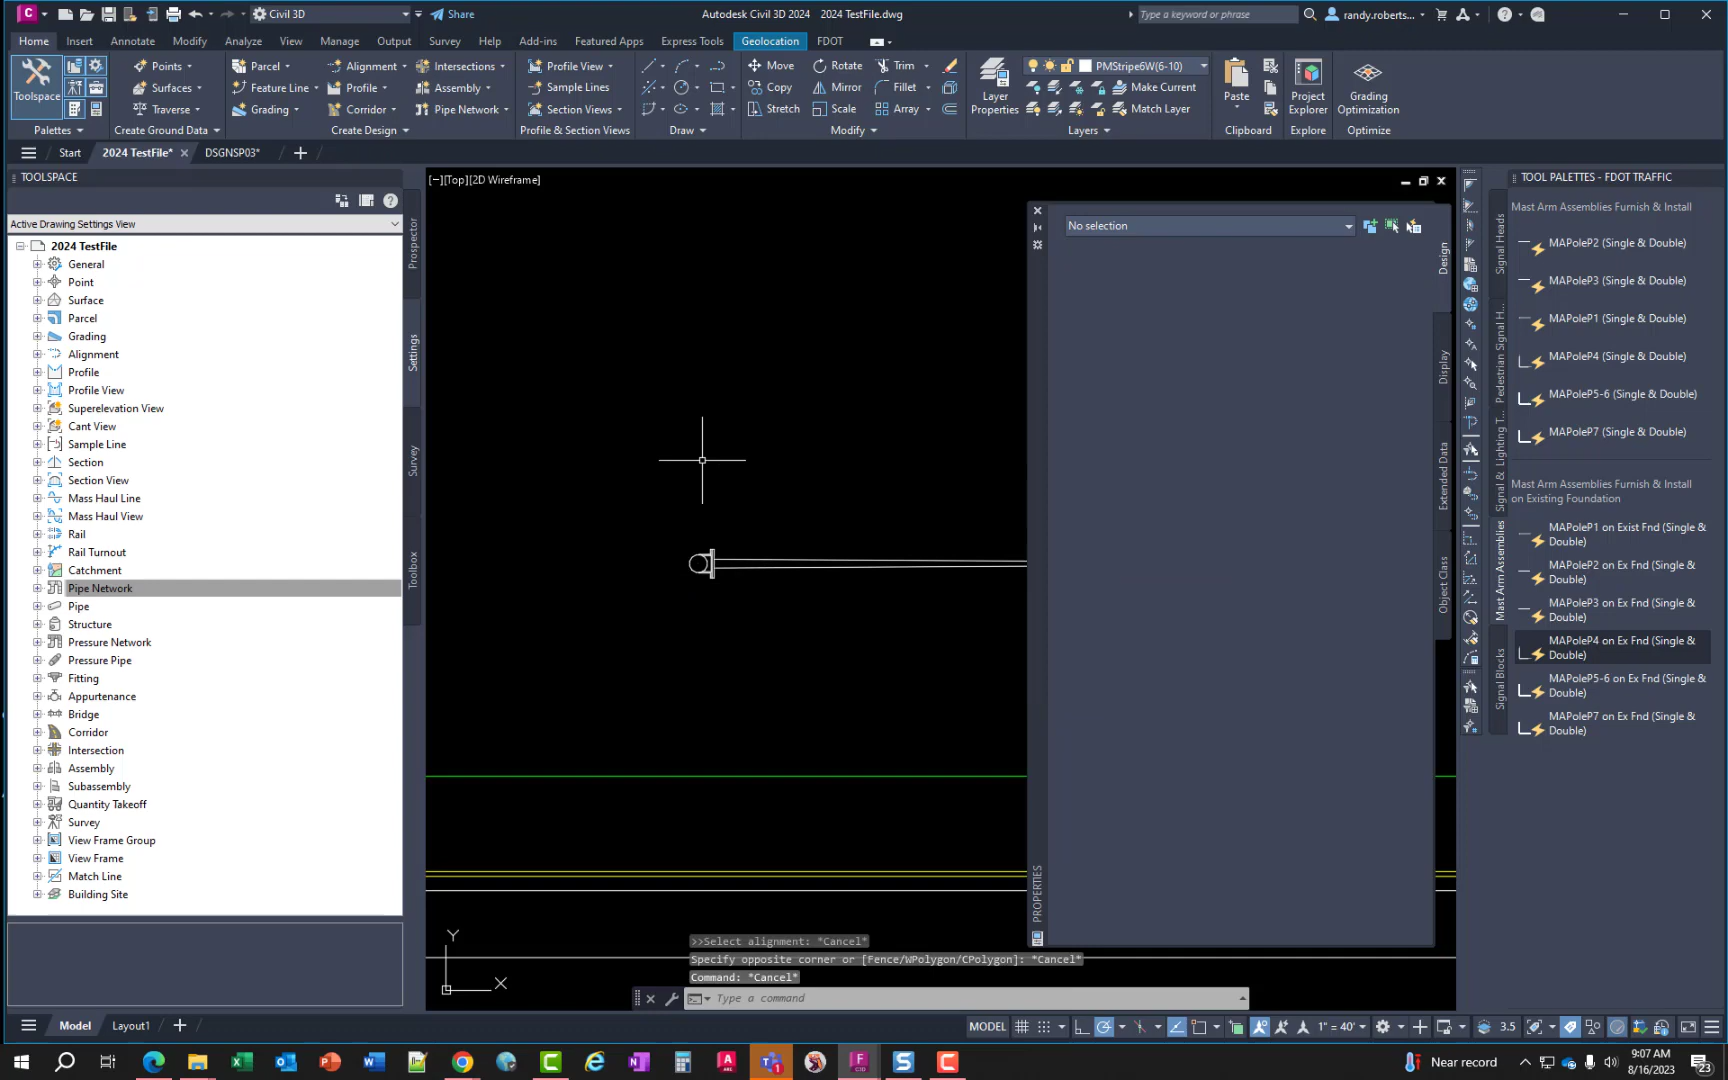 Civil 3D
Share
Autodesk Civil 3D 2024 2024 TestFile.dwg
Type a keyword or phrase
randy.roberts...
Home Insert Annotate Modify Analyze View Manage Output Survey Help Add-ins Featured Apps Express Tools Geolocation FDOT
Toolspace
Points
Surfaces
Traverse
Parcel
Feature Line
Grading
Alignment
Profile
Corridor
Intersections
Assembly
Pipe Network
Profile View
Sample Lines
Section Views
Move
Copy
Stretch
Rotate
Mirror
Scale
Trim
Fillet
Array
Layer
Properties
PMStripe6W(6-10)
Make Current
Match Layer
Paste
Project
Explorer
Grading
Optimization
Palettes Create Ground Data Create Design Profile & Section Views Draw Modify Layers Clipboard Explore Optimize
Start 2024 TestFile* DSGNSP03*
TOOLSPACE
Active Drawing Settings View
2024 TestFile
General
Point
Surface
Parcel
Grading
Alignment
Profile
Profile View
Superelevation View
Cant View
Sample Line
Section
Section View
Mass Haul Line
Mass Haul View
Rail
Rail Turnout
Catchment
Pipe Network
Pipe
Structure
Pressure Network
Pressure Pipe
Fitting
Appurtenance
Bridge
Corridor
Intersection
Assembly
Subassembly
Quantity Takeoff
Survey
View Frame Group
View Frame
Match Line
Building Site
Prospector
Settings
Survey
Toolbox
[−][Top][2D Wireframe]
Y
X
No selection
Design
Display
Extended Data
Object Class
PROPERTIES
>>Select alignment: *Cancel*
Specify opposite corner or [Fence/WPolygon/CPolygon]: *Cancel*
Command: *Cancel*
Type a command
TOOL PALETTES - FDOT TRAFFIC
Signal Heads
Pedestrian Signal H...
Signal & Lighting T...
Mast Arm Assemblies
Signal Blocks
Mast Arm Assemblies Furnish & Install
MAPoleP2 (Single & Double)
MAPoleP3 (Single & Double)
MAPoleP1 (Single & Double)
MAPoleP4 (Single & Double)
MAPoleP5-6 (Single & Double)
MAPoleP7 (Single & Double)
Mast Arm Assemblies Furnish & Install
on Existing Foundation
MAPoleP1 on Exist Fnd (Single &
Double)
MAPoleP2 on Ex Fnd (Single &
Double)
MAPoleP3 on Ex Fnd (Single &
Double)
MAPoleP4 on Ex Fnd (Single &
Double)
MAPoleP5-6 on Ex Fnd (Single &
Double)
MAPoleP7 on Ex Fnd (Single &
Double)
Model Layout1
MODEL
1" = 40'
3.5
Near record
9:07 AM
8/16/2023
23